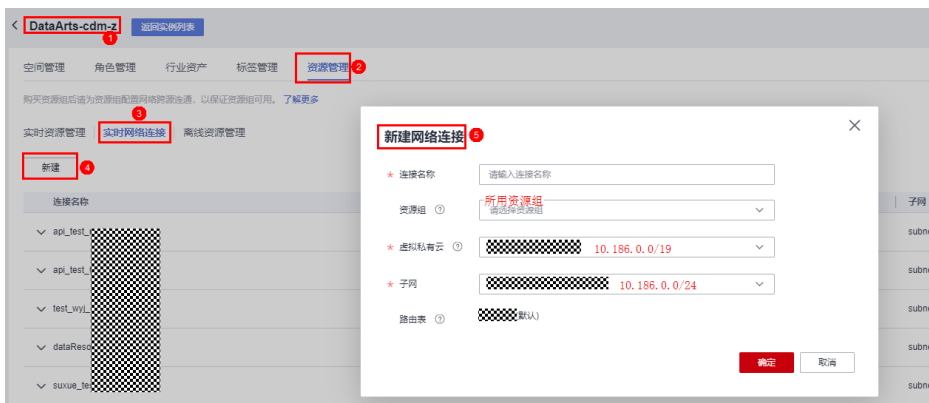 DataArts-cdm-z
返回实例列表
1
空间管理 角色管理 行业资产 标签管理 资源管理 2
购买资源组后请为资源组配置网络跨源连通，以保证资源组可用。 了解更多
3
实时资源管理 实时网络连接 离线资源管理
新建 4
连接名称
子网
api_test_
subn
api_test_
subn
test_wyj_
subn
dataReso
subn
suxue_te
subn
新建网络连接 5
* 连接名称 请输入连接名称
所用资源组
资源组 请选择资源组
* 虚拟私有云 10.186.0.0/19
* 子网 10.186.0.0/24
路由表 默认)
确定 取消